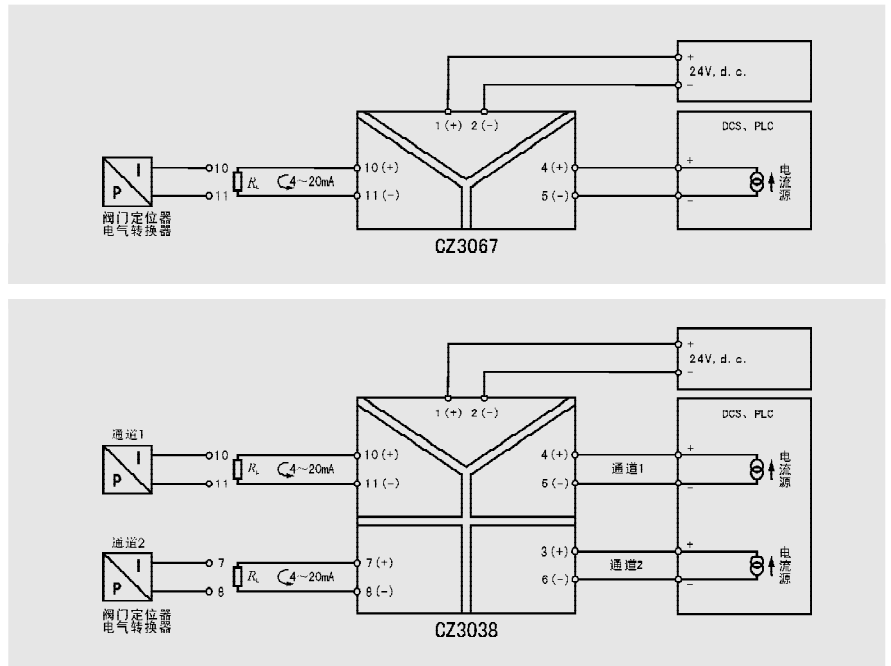 +
24V, d. c.
−
1 (+) 2 (−)
DCS、PLC
I
P
10
11
R_L
4～20mA
10 (+)
11 (−)
4 (+)
5 (−)
+
−
电流源
阀门定位器
电气转换器
CZ3067
+
24V, d. c.
−
1 (+) 2 (−)
DCS、PLC
通道1
I
P
10
11
R_L
4～20mA
10 (+)
11 (−)
4 (+)
5 (−)
通道1
+
−
电流源
通道2
I
P
7
8
R_L
4～20mA
7 (+)
8 (−)
3 (+)
6 (−)
通道2
+
−
电流源
阀门定位器
电气转换器
CZ3038